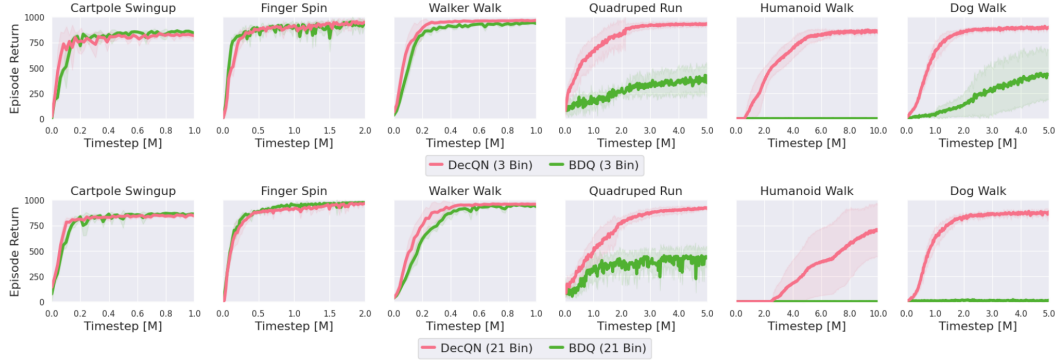 Cartpole Swingup Finger Spin Walker Walk Quadruped Run Humanoid Walk Dog Walk
Episode Return
1000 750 500 250 0
0.0 0.2 0.4 0.6 0.8 1.0 0.0 0.5 1.0 1.5 2.0 0.0 0.2 0.4 0.6 0.8 1.0 0.0 1.0 2.0 3.0 4.0 5.0 0.0 2.0 4.0 6.0 8.0 10.0 0.0 1.0 2.0 3.0 4.0 5.0
Timestep [M] Timestep [M] Timestep [M] Timestep [M] Timestep [M] Timestep [M]
DecQN (3 Bin) BDQ (3 Bin)
Cartpole Swingup Finger Spin Walker Walk Quadruped Run Humanoid Walk Dog Walk
Episode Return
1000 750 500 250 0
0.0 0.2 0.4 0.6 0.8 1.0 0.0 0.5 1.0 1.5 2.0 0.0 0.2 0.4 0.6 0.8 1.0 0.0 1.0 2.0 3.0 4.0 5.0 0.0 2.0 4.0 6.0 8.0 10.0 0.0 1.0 2.0 3.0 4.0 5.0
Timestep [M] Timestep [M] Timestep [M] Timestep [M] Timestep [M] Timestep [M]
DecQN (21 Bin) BDQ (21 Bin)